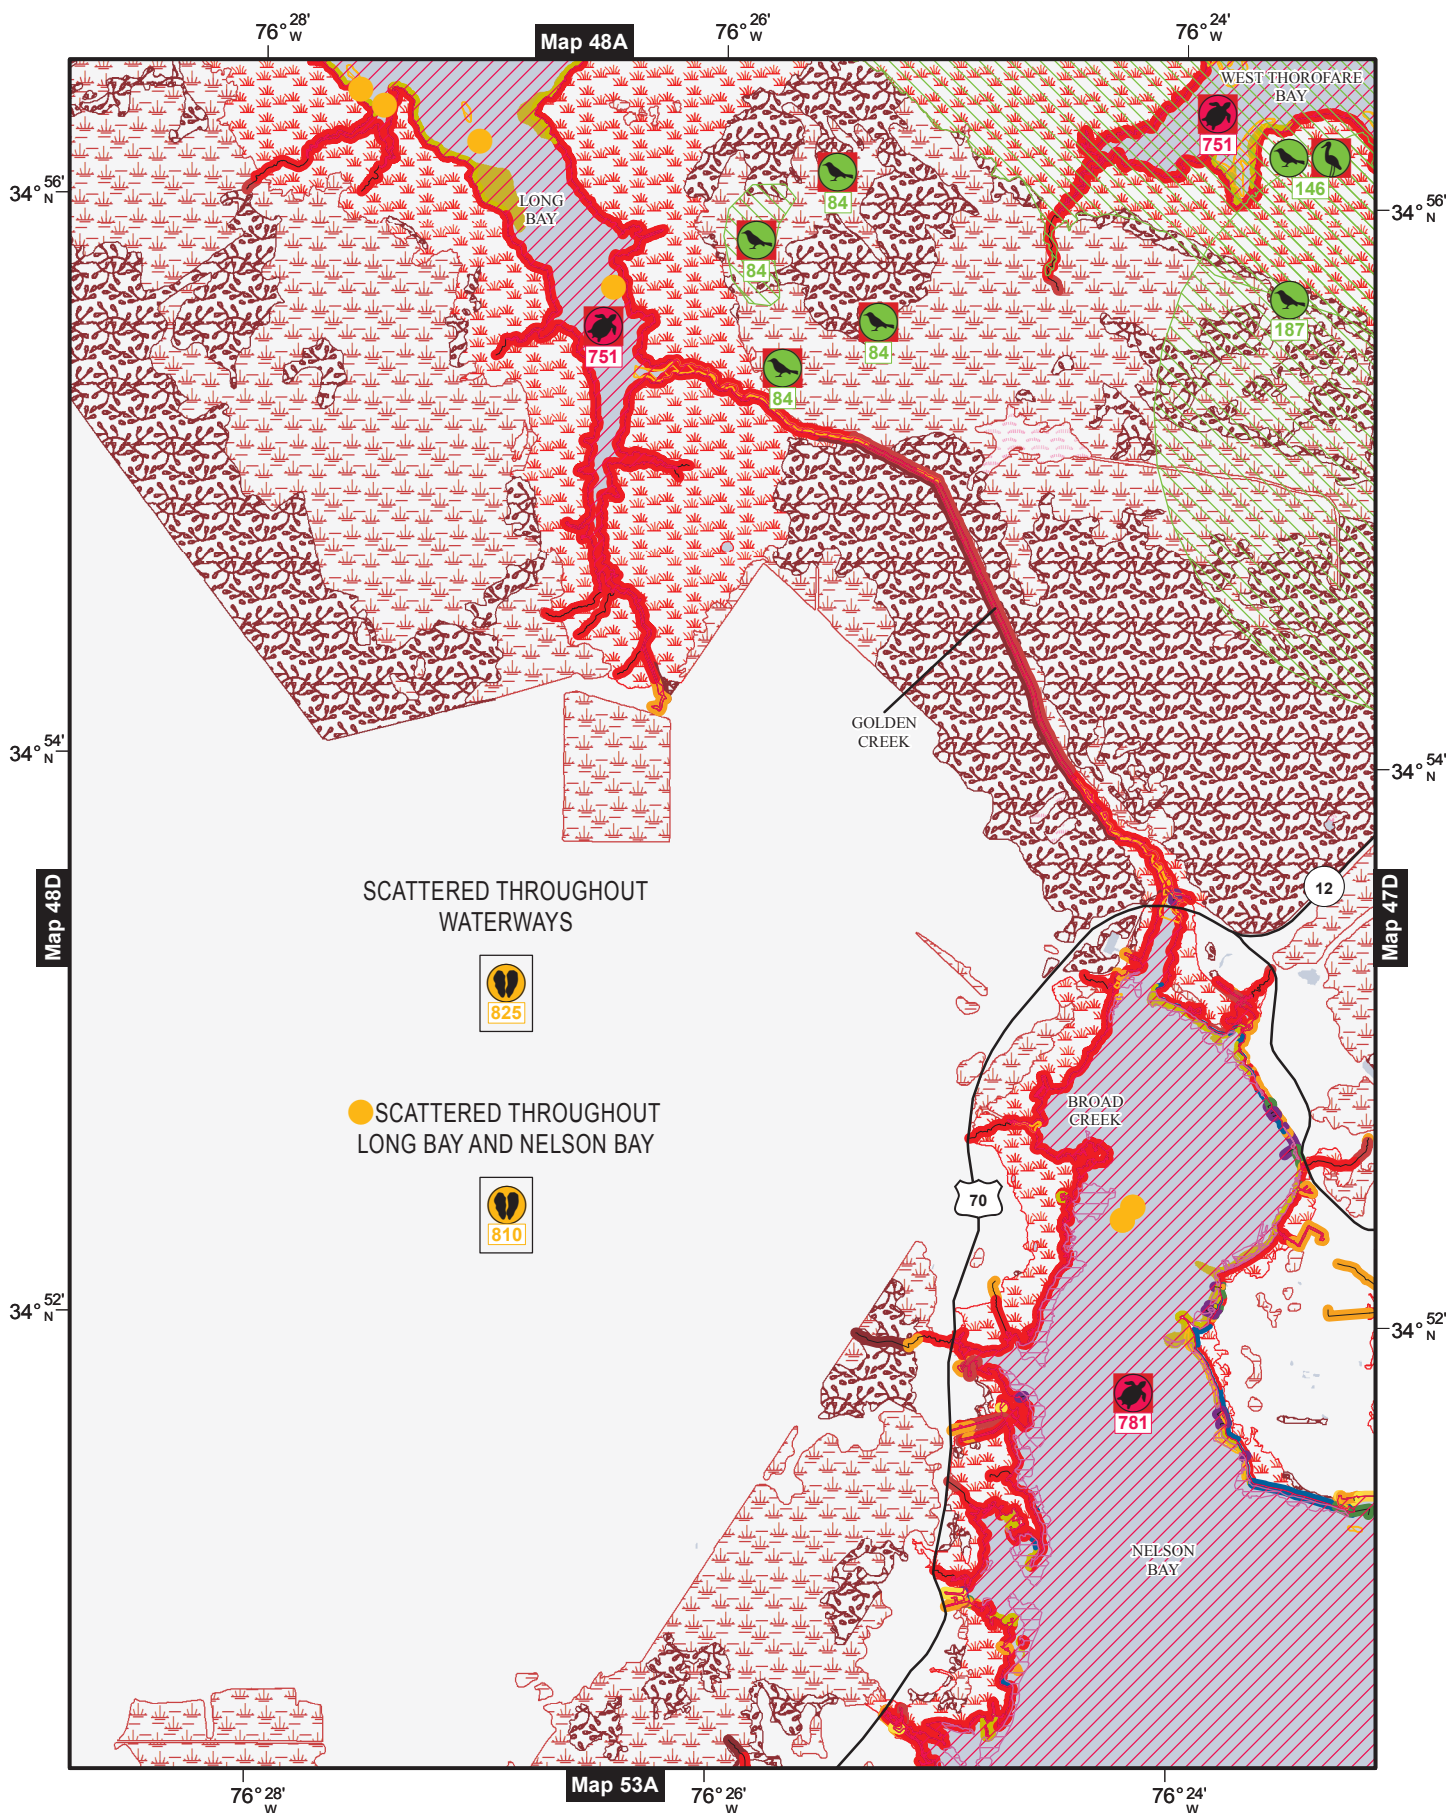 76° 28' W
76° 26' W
76° 24' W
Map 48A
WEST THOROFARE
BAY
751
146
84
34° 56' N
LONG
BAY
34° 56' N
84
187
84
751
84
GOLDEN
CREEK
34° 54' N
34° 54' N
Map 48D
Map 47D
12
SCATTERED THROUGHOUT
WATERWAYS
825
BROAD
CREEK
SCATTERED THROUGHOUT
LONG BAY AND NELSON BAY
70
810
34° 52' N
34° 52' N
781
NELSON
BAY
Map 53A
76° 28' W
76° 26' W
76° 24' W